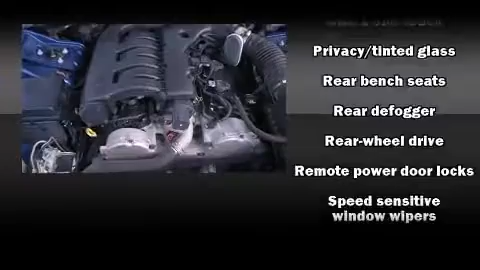 Privacy/tinted glass
Rear bench seats
Rear defogger
Rear-wheel drive
Remote power door locks
Speed sensitive
window wipers